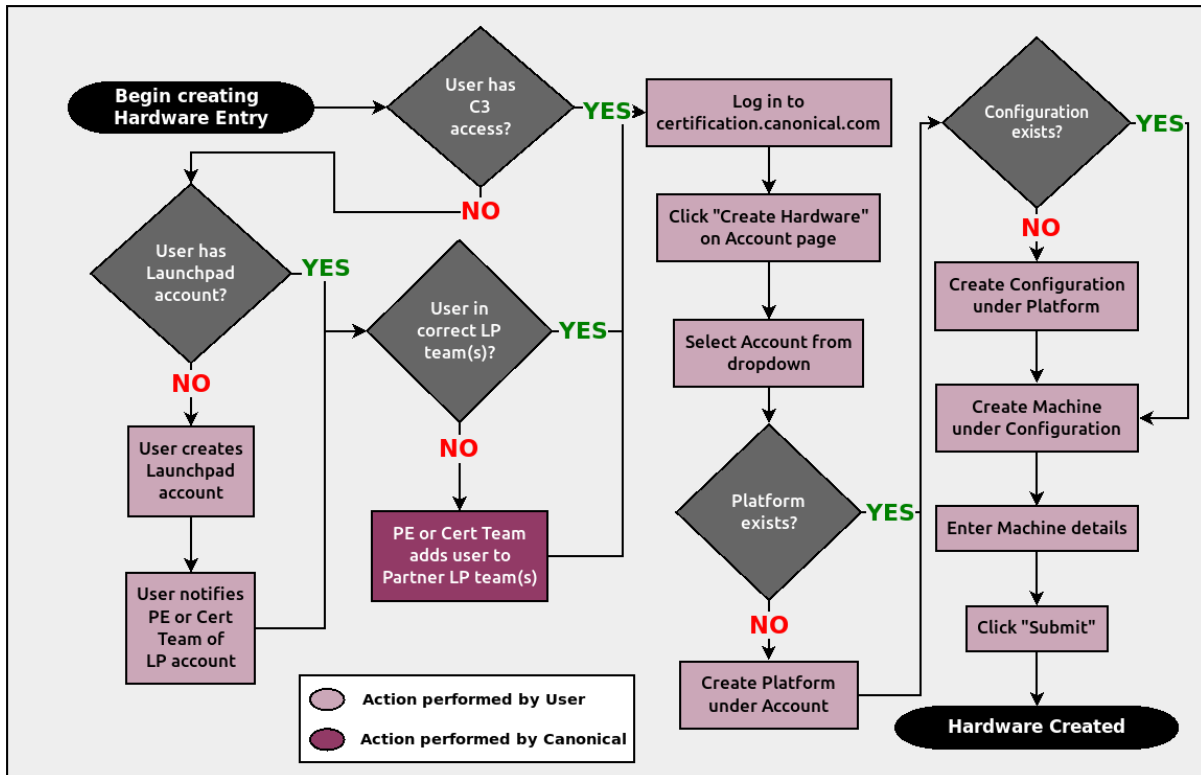 Begin creating
Hardware Entry
User has
C3
access?
YES
NO
User has
Launchpad
account?
YES
NO
User creates
Launchpad
account
User notifies
PE or Cert
Team of
LP account
User in
correct LP
team(s)?
YES
NO
PE or Cert Team
adds user to
Partner LP team(s)
Log in to
certification.canonical.com
Click "Create Hardware"
on Account page
Select Account from
dropdown
Platform
exists?
YES
NO
Create Platform
under Account
Configuration
exists?
YES
NO
Create Configuration
under Platform
Create Machine
under Configuration
Enter Machine details
Click "Submit"
Hardware Created
Action performed by User
Action performed by Canonical